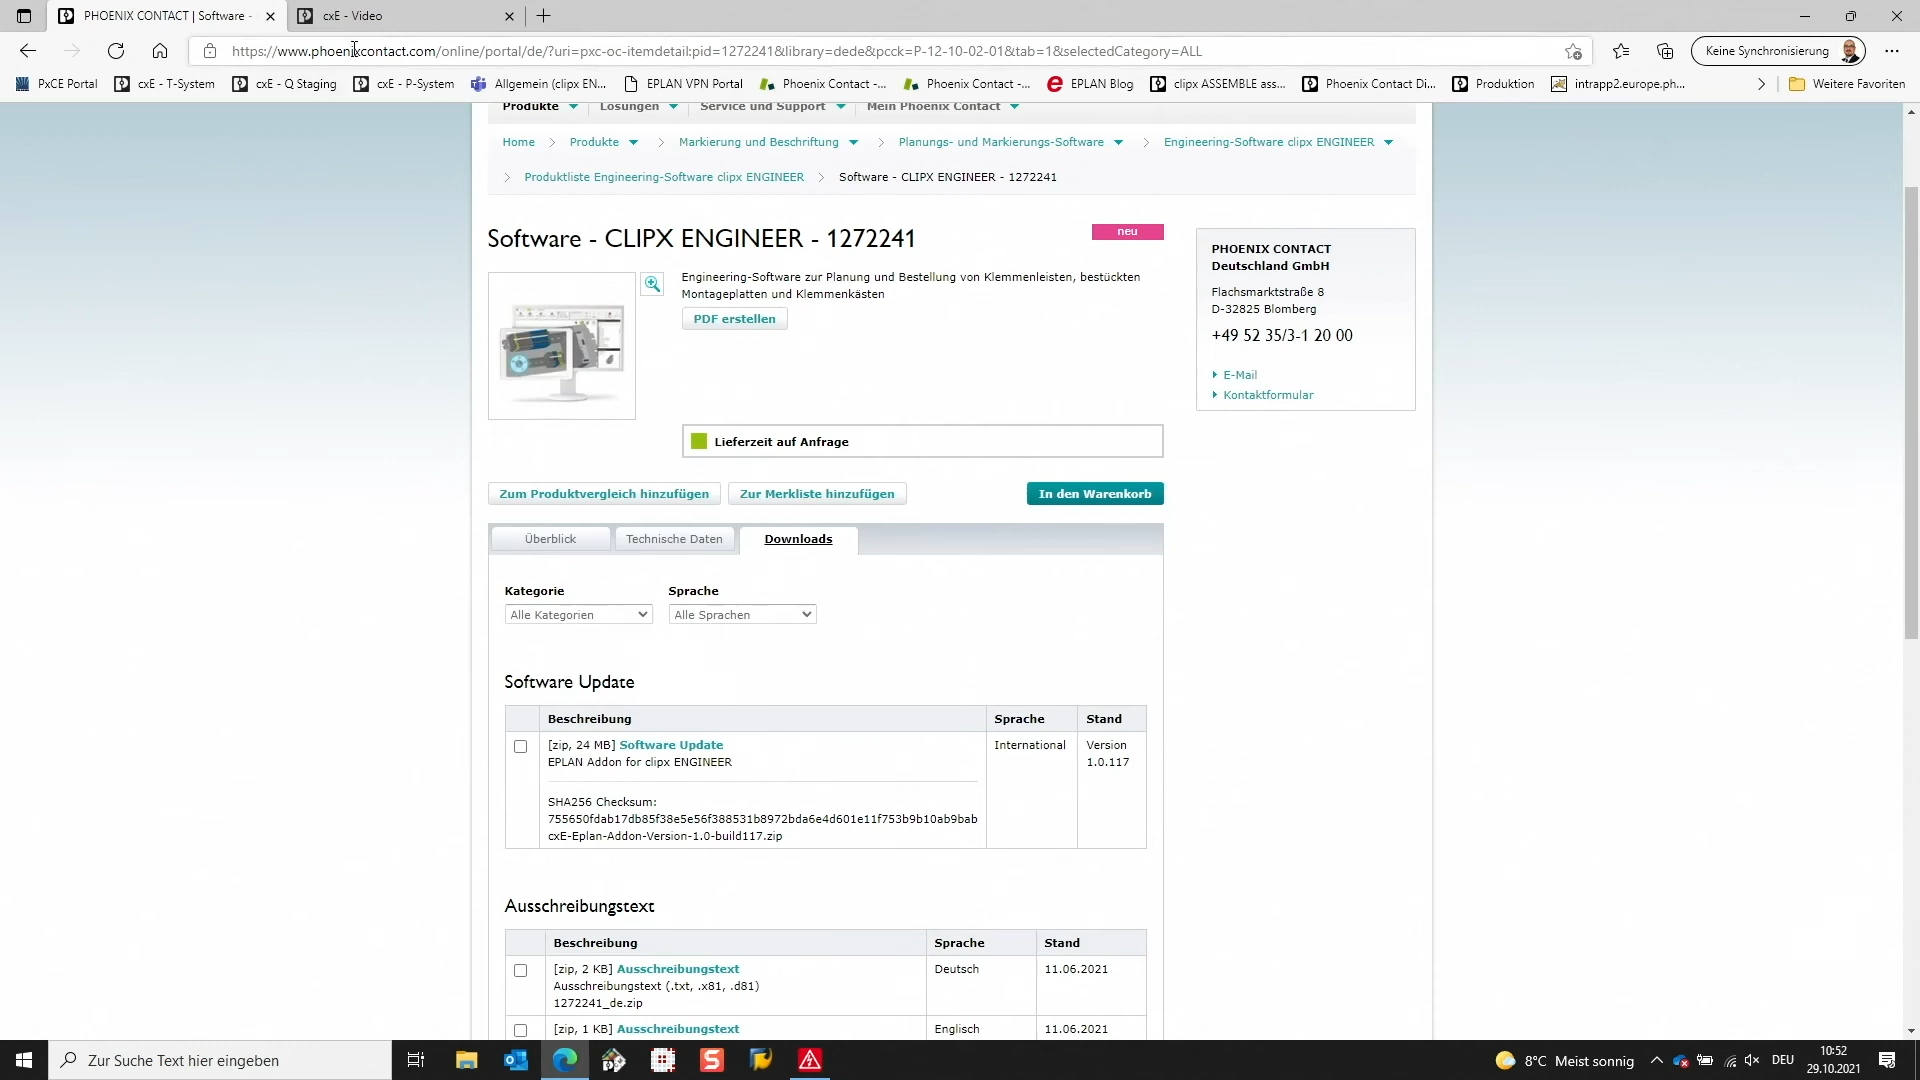 PHOENIX CONTACT | Software -
cxE - Video
https://www.phoenixcontact.com/online/portal/de/?uri=pxc-oc-itemdetail:pid=1272241&library=dede&pcck=P-12-10-02-01&tab=1&selectedCategory=ALL
Keine Synchronisierung
PxCE Portal
cxE - T-System
cxE - Q Staging
cxE - P-System
Allgemein (clipx EN...
EPLAN VPN Portal
Phoenix Contact -...
Phoenix Contact -...
EPLAN Blog
clipx ASSEMBLE ass...
Phoenix Contact Di...
Produktion
intrapp2.europe.ph...
Weitere Favoriten
Produkte
Lösungen
Service und Support
Mein Phoenix Contact
Home
Produkte
Markierung und Beschriftung
Planungs- und Markierungs-Software
Engineering-Software clipx ENGINEER
Produktliste Engineering-Software clipx ENGINEER
Software - CLIPX ENGINEER - 1272241
Software - CLIPX ENGINEER - 1272241
neu
Engineering-Software zur Planung und Bestellung von Klemmenleisten, bestückten
Montageplatten und Klemmenkästen
PDF erstellen
Lieferzeit auf Anfrage
PHOENIX CONTACT
Deutschland GmbH
Flachsmarktstraße 8
D-32825 Blomberg
+49 52 35/3-1 20 00
E-Mail
Kontaktformular
Zum Produktvergleich hinzufügen
Zur Merkliste hinzufügen
In den Warenkorb
Überblick
Technische Daten
Downloads
Kategorie
Sprache
Alle Kategorien
Alle Sprachen
Software Update
Beschreibung
Sprache
Stand
[zip, 24 MB] Software Update
EPLAN Addon for clipx ENGINEER
International
Version
1.0.117
SHA256 Checksum:
755650fdab17db85f38e5e56f388531b8972bda6e4d601e11f753b9b10ab9bab
cxE-Eplan-Addon-Version-1.0-build117.zip
Ausschreibungstext
Beschreibung
Sprache
Stand
[zip, 2 KB] Ausschreibungstext
Ausschreibungstext (.txt, .x81, .d81)
1272241_de.zip
Deutsch
11.06.2021
[zip, 1 KB] Ausschreibungstext
Englisch
11.06.2021
Zur Suche Text hier eingeben
8°C Meist sonnig
DEU
10:52
29.10.2021